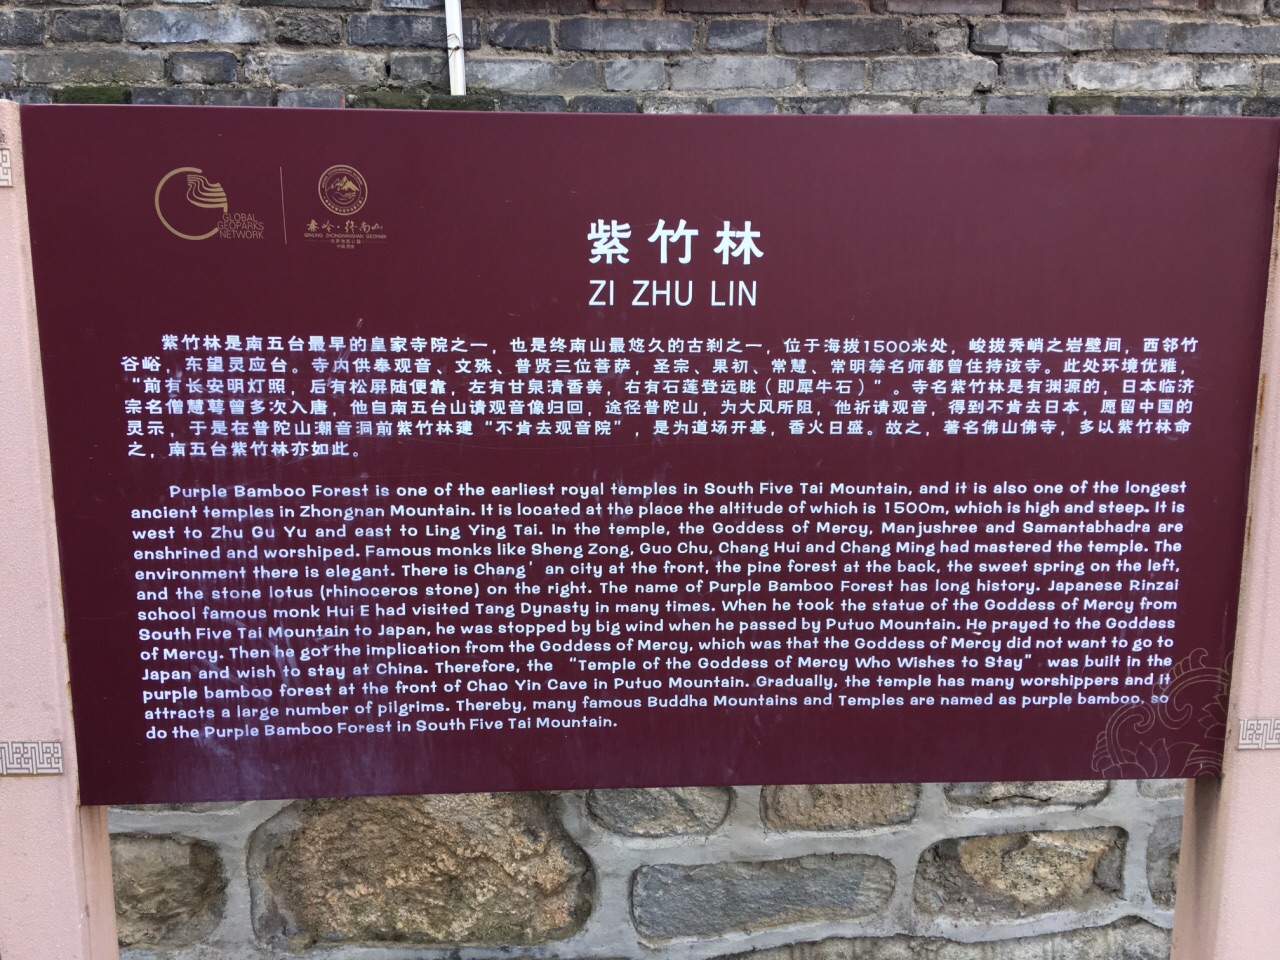 GLOBAL
GEOPARKS
NETWORK
秦岭·终南山
QINLING ZHONGNANSHAN GEOPARK
紫竹林
ZI ZHU LIN
紫竹林是南五台最早的皇家寺院之一，也是终南山最悠久的古刹之一，位于海拔1500米处，峻拔秀峭之岩壁间，西邻竹
谷峪，东望灵应台。寺内供奉观音、文殊、普贤三位菩萨，圣宗、果初、常慧、常明等名师都曾住持该寺。此处环境优雅，
“前有长安明灯照，后有松屏随便靠，左有甘泉清香美，右有石莲登远眺（即犀牛石）”。寺名紫竹林是有渊源的，日本临济
宗名僧慧萼曾多次入唐，他自南五台山请观音像归回，途径普陀山，为大风所阻，他祈请观音，得到不肯去日本，愿留中国的
灵示，于是在普陀山潮音洞前紫竹林建“不肯去观音院”，是为道场开基，香火日盛。故之，著名佛山佛寺，多以紫竹林命
之，南五台紫竹林亦如此。
Purple Bamboo Forest is one of the earliest royal temples in South Five Tai Mountain, and it is also one of the longest
ancient temples in Zhongnan Mountain. It is located at the place the altitude of which is 1500m, which is high and steep. It is
west to Zhu Gu Yu and east to Ling Ying Tai. In the temple, the Goddess of Mercy, Manjushree and Samantabhadra are
enshrined and worshiped. Famous monks like Sheng Zong, Guo Chu, Chang Hui and Chang Ming had mastered the temple. The
environment there is elegant. There is Chang’an city at the front, the pine forest at the back, the sweet spring on the left,
and the stone lotus (rhinoceros stone) on the right. The name of Purple Bamboo Forest has long history. Japanese Rinzai
school famous monk Hui E had visited Tang Dynasty in many times. When he took the statue of the Goddess of Mercy from
South Five Tai Mountain to Japan, he was stopped by big wind when he passed by Putuo Mountain. He prayed to the Goddess
of Mercy. Then he got the implication from the Goddess of Mercy, which was that the Goddess of Mercy did not want to go to
Japan and wish to stay at China. Therefore, the “Temple of the Goddess of Mercy Who Wishes to Stay” was built in the
purple bamboo forest at the front of Chao Yin Cave in Putuo Mountain. Gradually, the temple has many worshippers and it
attracts a large number of pilgrims. Thereby, many famous Buddha Mountains and Temples are named as purple bamboo, so
do the Purple Bamboo Forest in South Five Tai Mountain.